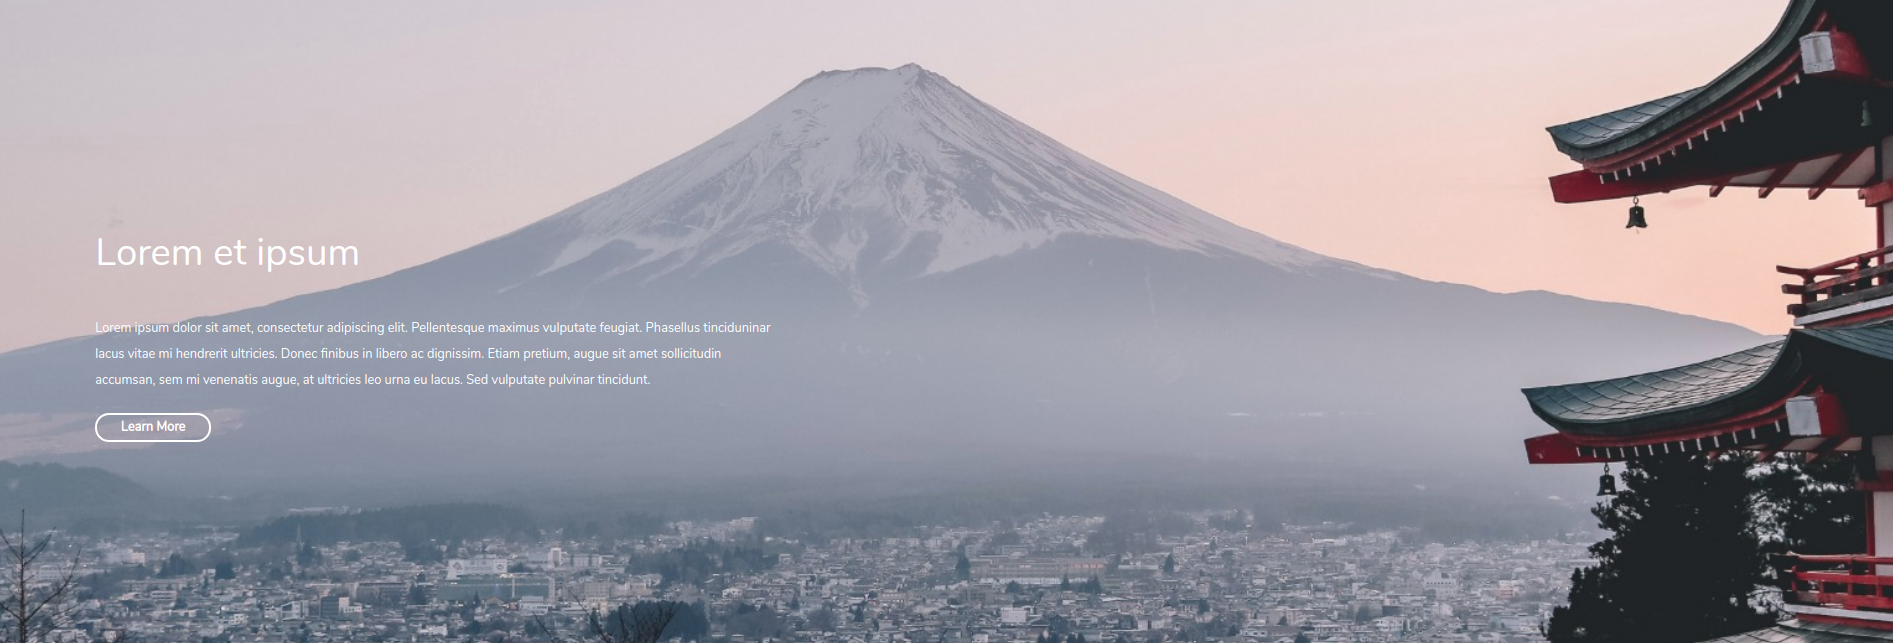 Lorem et ipsum
Lorem ipsum dolor sit amet, consectetur adipiscing elit. Pellentesque maximus vulputate feugiat. Phasellus tinciduninar
lacus vitae mi hendrerit ultricies. Donec finibus in libero ac dignissim. Etiam pretium, augue sit amet sollicitudin
accumsan, sem mi venenatis augue, at ultricies leo urna eu lacus. Sed vulputate pulvinar tincidunt.
Learn More